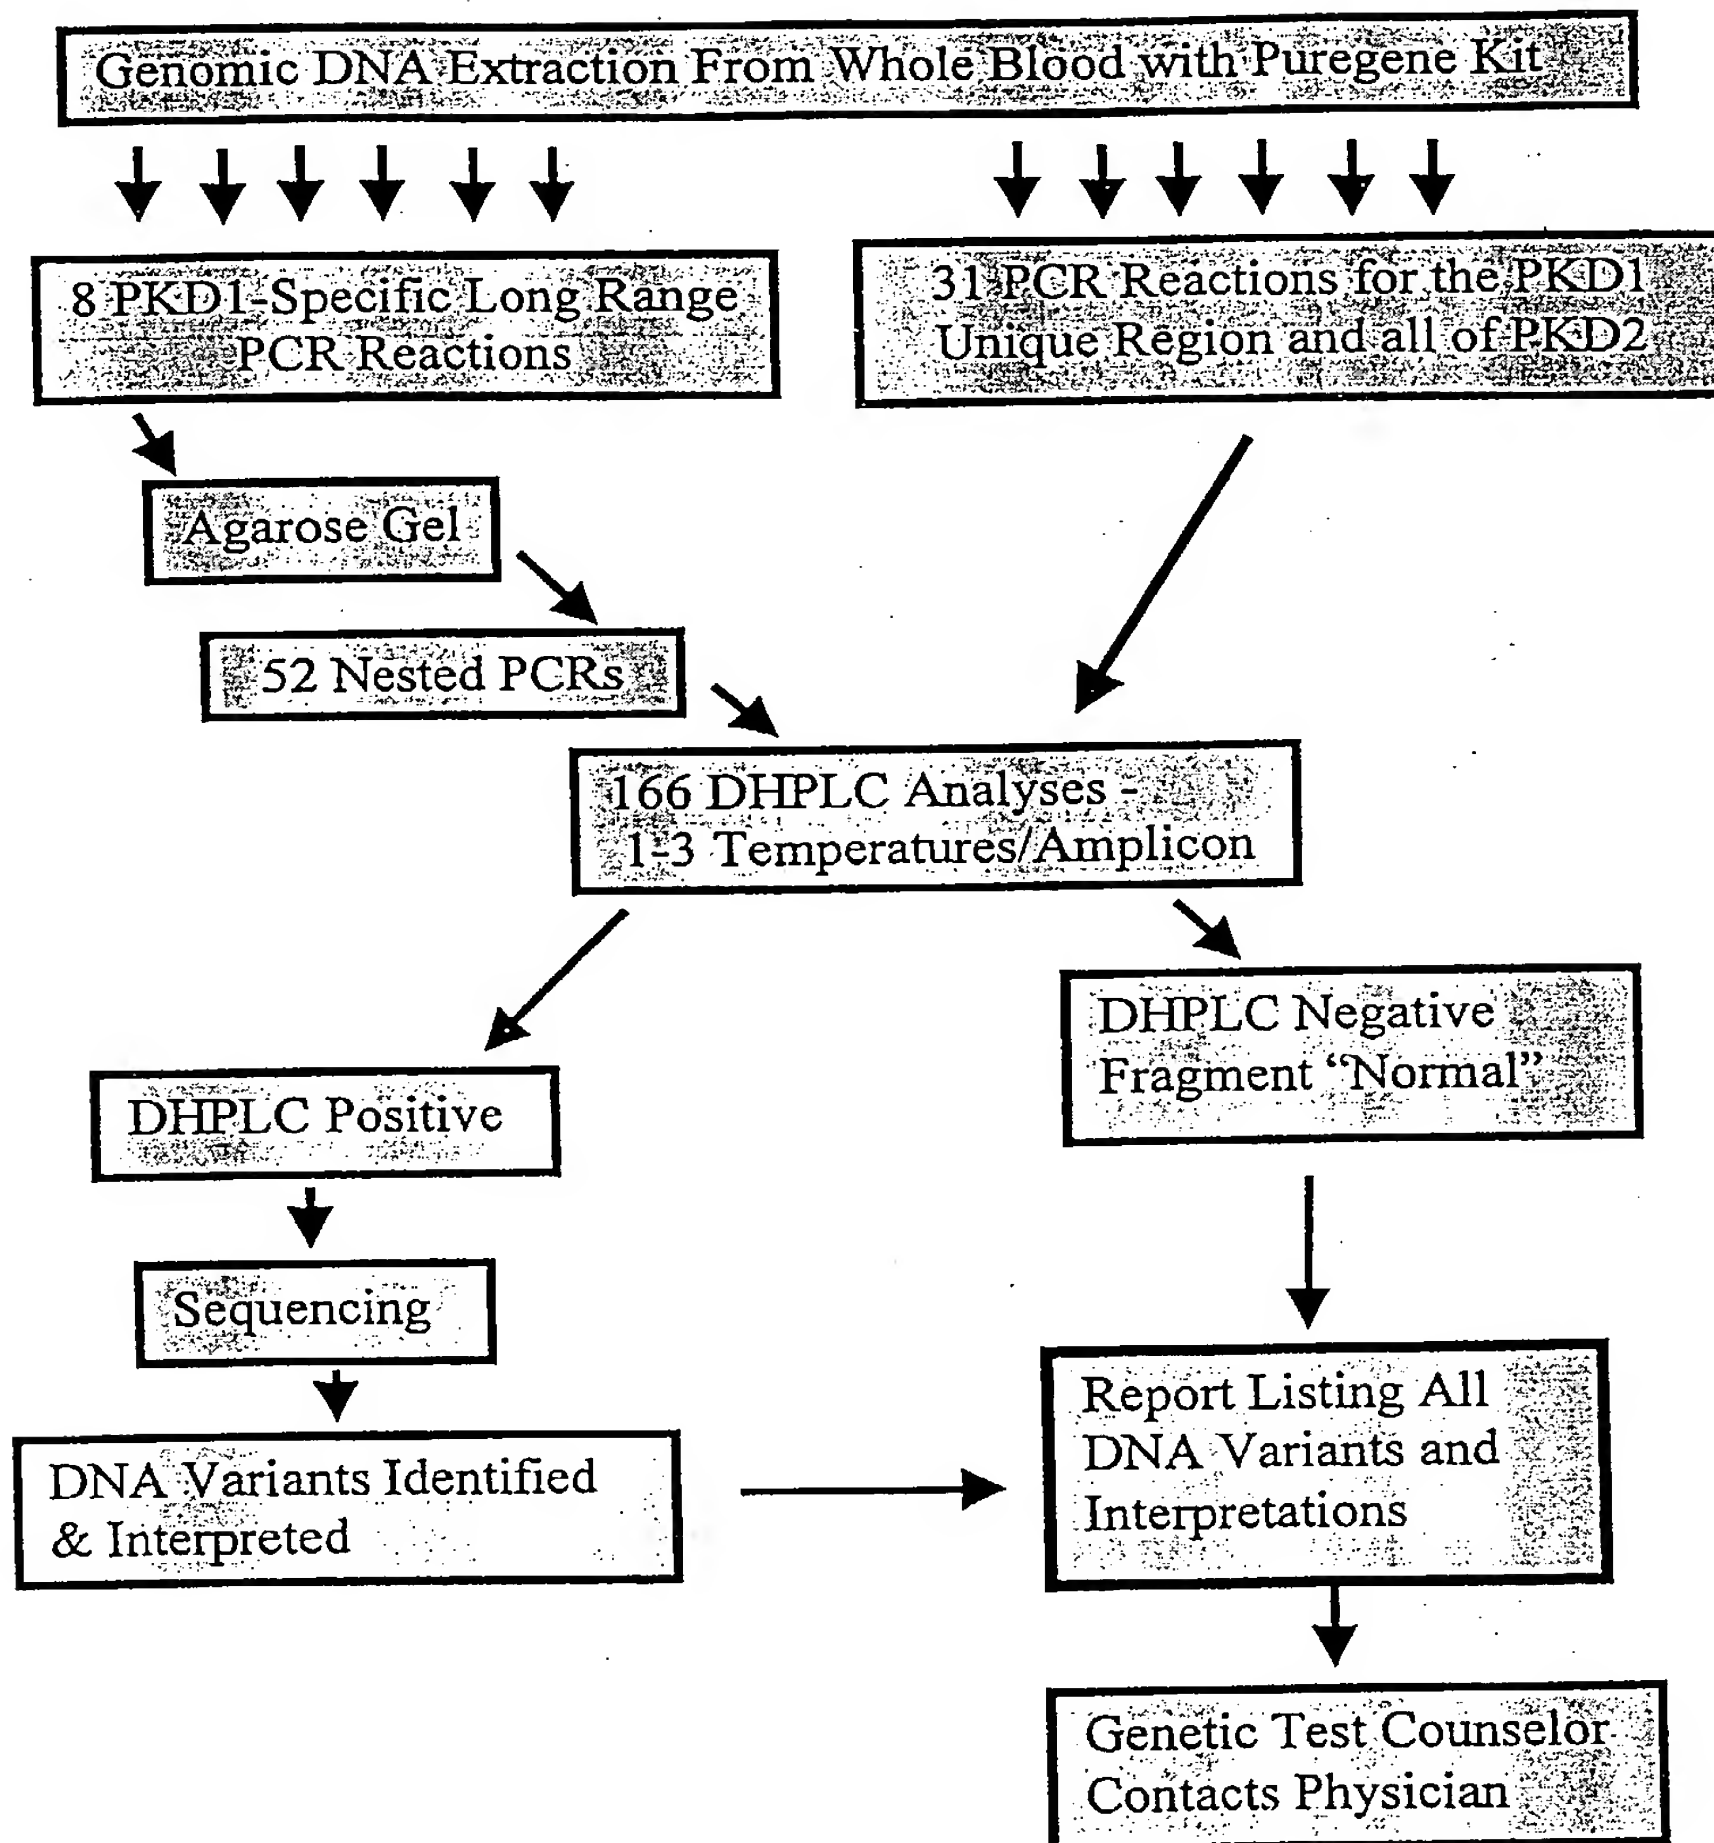 Genomic DNA Extraction From Whole Blood with Puregene Kit
8 PKD1-Specific Long Range
PCR Reactions
31 PCR Reactions for the PKD1
Unique Region and all of PKD2
Agarose Gel
52 Nested PCRs
166 DHPLC Analyses -
1-3 Temperatures/Amplicon
DHPLC Negative
Fragment “Normal”
DHPLC Positive
Sequencing
DNA Variants Identified
& Interpreted
Report Listing All
DNA Variants and
Interpretations
Genetic Test Counselor
Contacts Physician